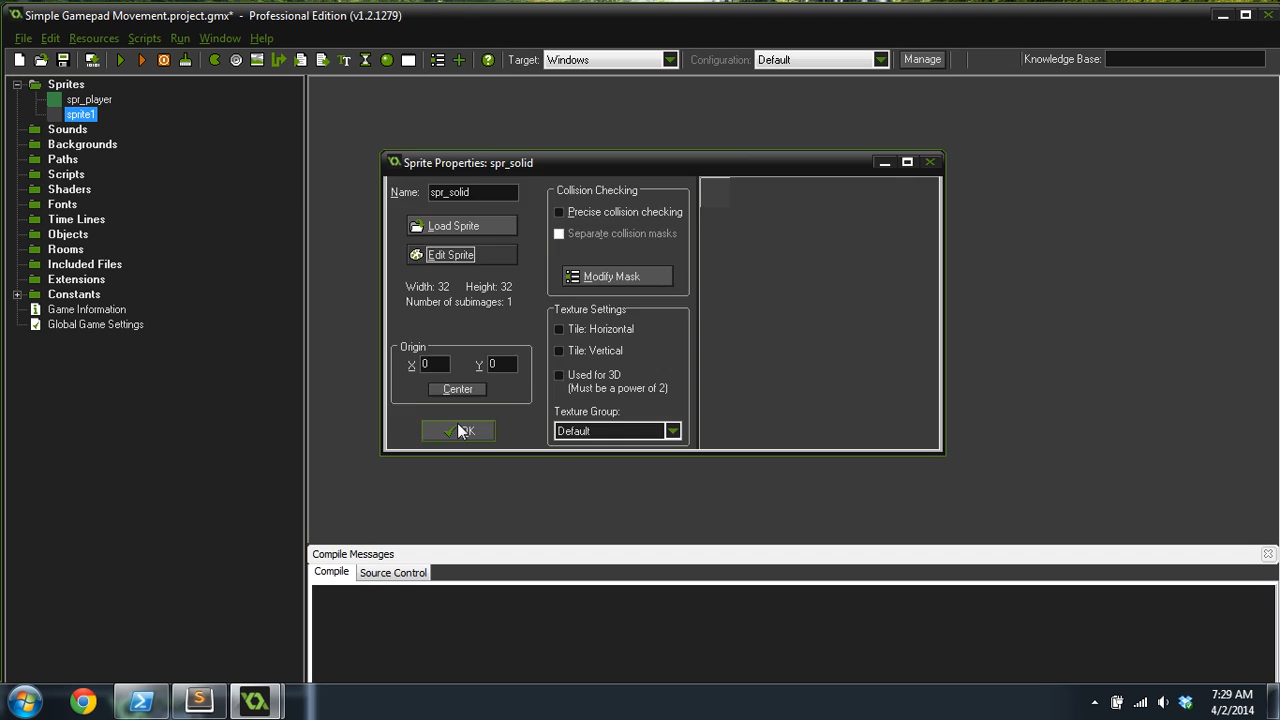 Simple Gamepad Movement.project.gmx*  -  Professional Edition (v1.2.1279)
File Edit Resources Scripts Run Window Help
Target: Windows Configuration: Default Manage Knowledge Base:
Sprites
spr_player
sprite1
Sounds
Backgrounds
Paths
Scripts
Shaders
Fonts
Time Lines
Objects
Rooms
Included Files
Extensions
Constants
Game Information
Global Game Settings
Sprite Properties: spr_solid
Name: spr_solid
Load Sprite
Edit Sprite
Width: 32 Height: 32
Number of subimages: 1
Origin
X 0 Y 0
Center
OK
Collision Checking
Precise collision checking
Separate collision masks
Modify Mask
Texture Settings
Tile: Horizontal
Tile: Vertical
Used for 3D
(Must be a power of 2)
Texture Group:
Default
Compile Messages
Compile Source Control
7:29 AM
4/2/2014